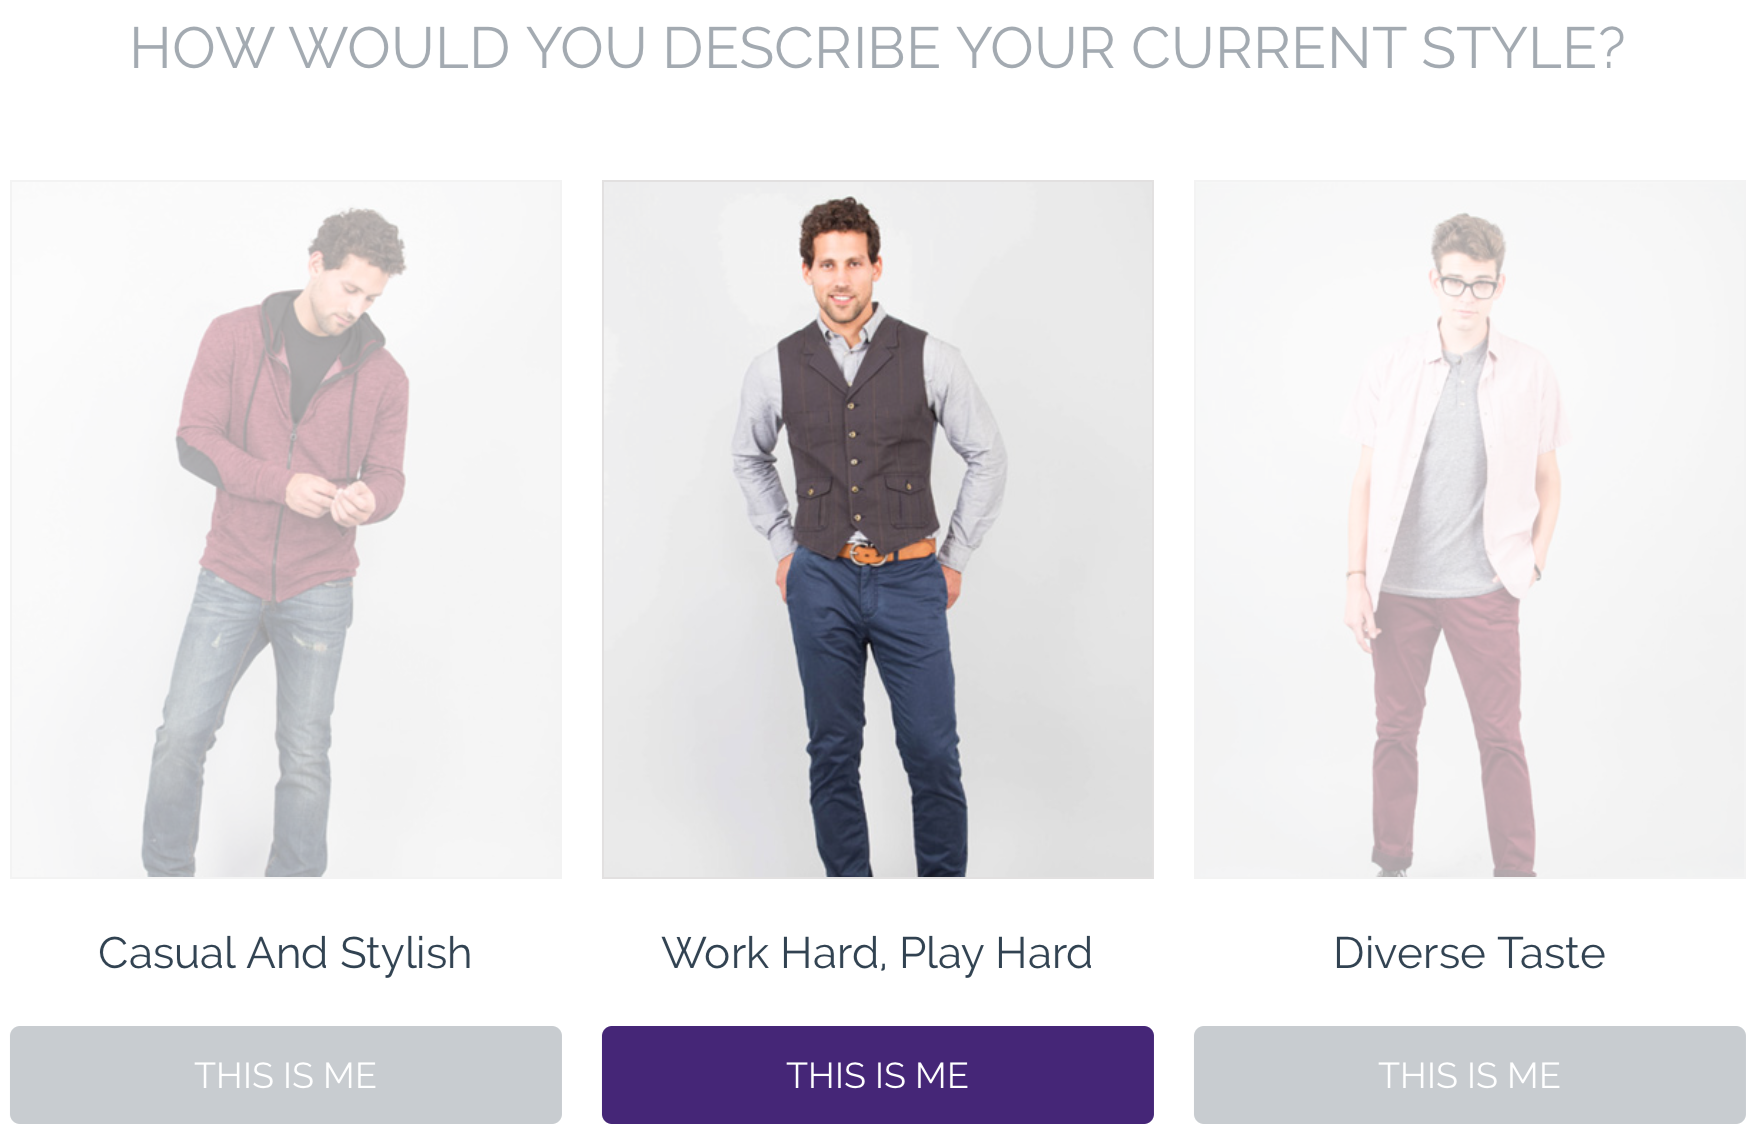 HOW WOULD YOU DESCRIBE YOUR CURRENT STYLE?
Casual And Stylish
Work Hard, Play Hard
Diverse Taste
THIS IS ME
THIS IS ME
THIS IS ME